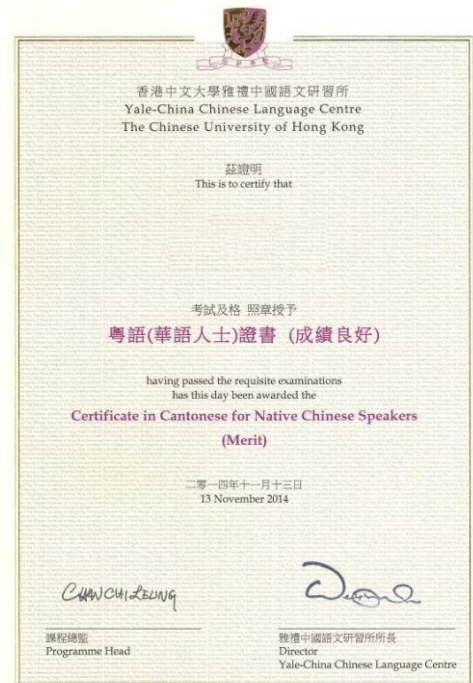 香港中文大學雅禮中國語文研習所
Yale-China Chinese Language Centre
The Chinese University of Hong Kong
茲證明
This is to certify that
考試及格 照章授予
粵語(華語人士)證書 (成績良好)
having passed the requisite examinations
has this day been awarded the
Certificate in Cantonese for Native Chinese Speakers
(Merit)
二零一四年十一月十三日
13 November 2014
CHAN CHI LEUNG
課程總監
Programme Head
雅禮中國語文研習所所長
Director
Yale-China Chinese Language Centre